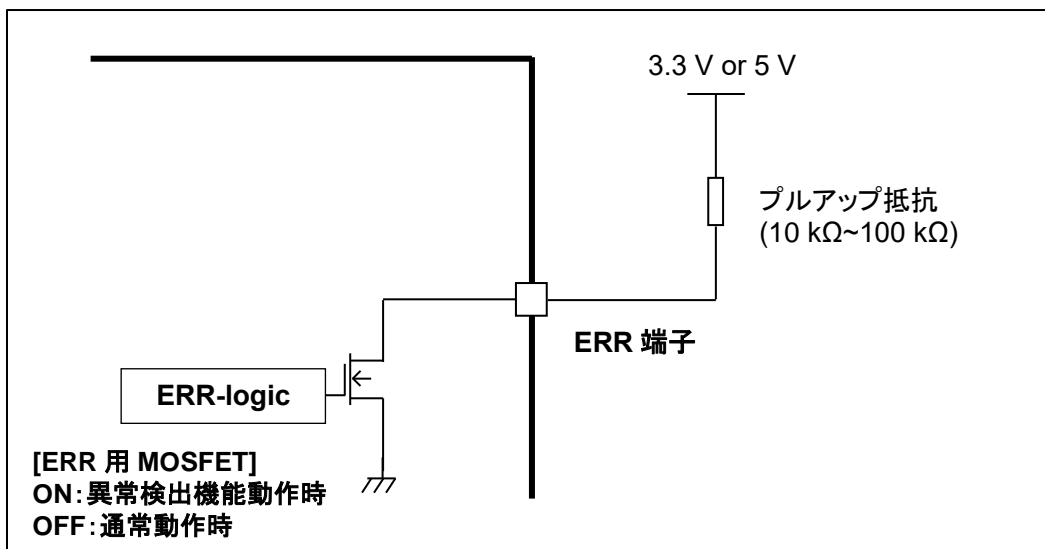 3.3 V or 5 V
プルアップ抵抗
(10 kΩ~100 kΩ)
ERR 端子
ERR-logic
[ERR 用 MOSFET]
ON:異常検出機能動作時
OFF:通常動作時